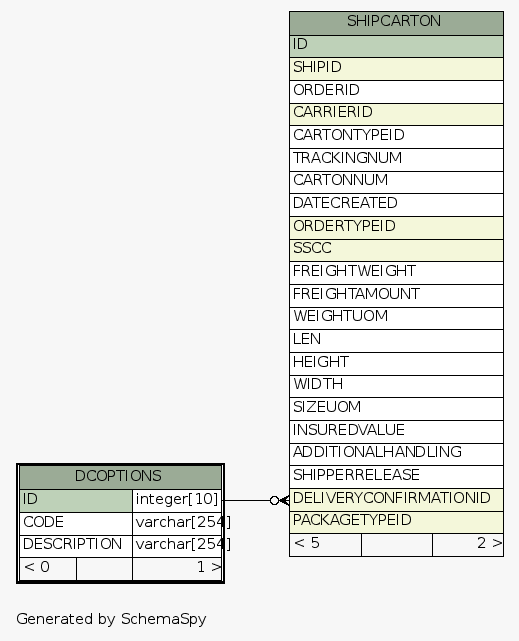 SHIPCARTON
ID
SHIPID
ORDERID
CARRIERID
CARTONTYPEID
TRACKINGNUM
CARTONNUM
DATECREATED
ORDERTYPEID
SSCC
FREIGHTWEIGHT
FREIGHTAMOUNT
WEIGHTUOM
LEN
HEIGHT
WIDTH
SIZEUOM
INSUREDVALUE
ADDITIONALHANDLING
SHIPPERRELEASE
DELIVERYCONFIRMATIONID
PACKAGETYPEID
< 5 2 >
DCOPTIONS
ID integer[10]
CODE varchar[254]
DESCRIPTION varchar[254]
< 0 1 >
Generated by SchemaSpy